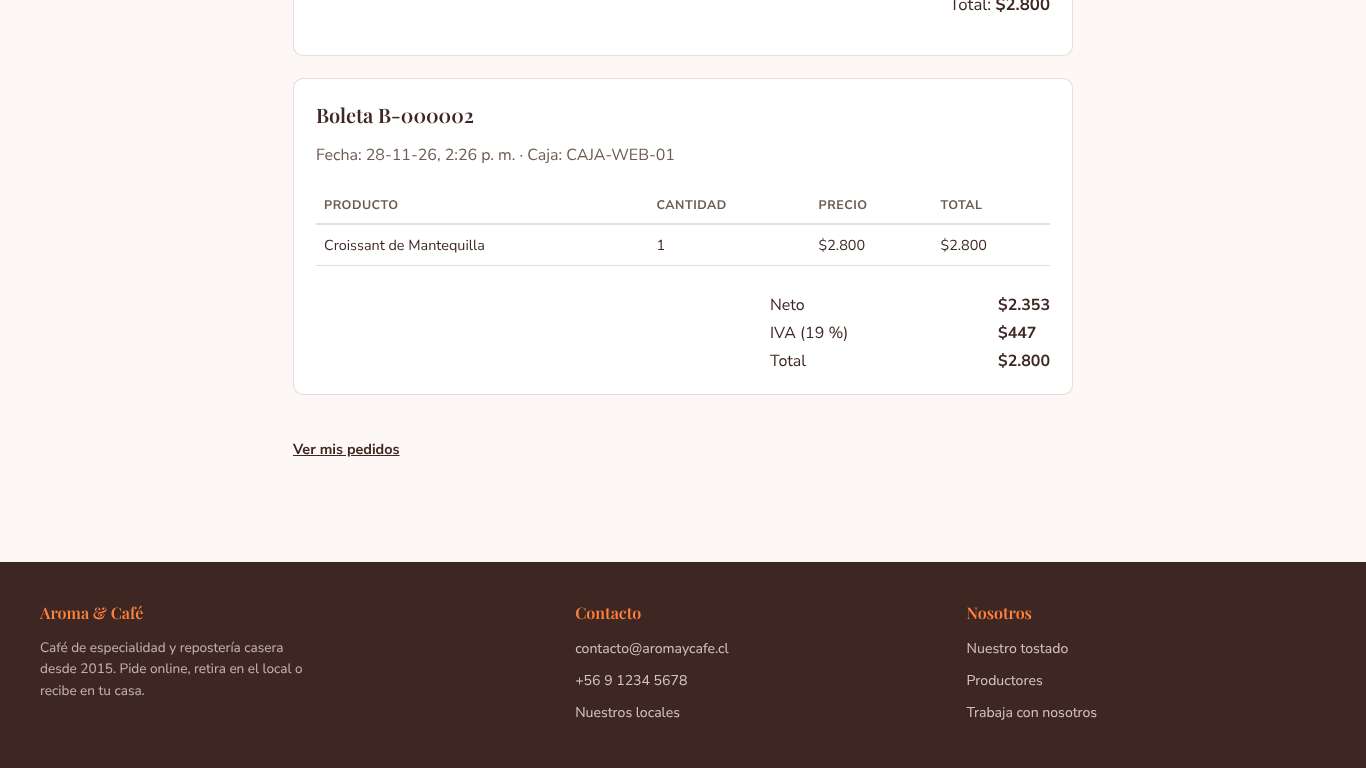 Total: $2.800
Boleta B-000002
Fecha: 28-11-26, 2:26 p. m. · Caja: CAJA-WEB-01
PRODUCTO CANTIDAD PRECIO TOTAL
Croissant de Mantequilla 1 $2.800 $2.800
Neto $2.353
IVA (19 %) $447
Total $2.800
Ver mis pedidos
Aroma & Café
Café de especialidad y repostería casera
desde 2015. Pide online, retira en el local o
recibe en tu casa.
Contacto
contacto@aromaycafe.cl
+56 9 1234 5678
Nuestros locales
Nosotros
Nuestro tostado
Productores
Trabaja con nosotros